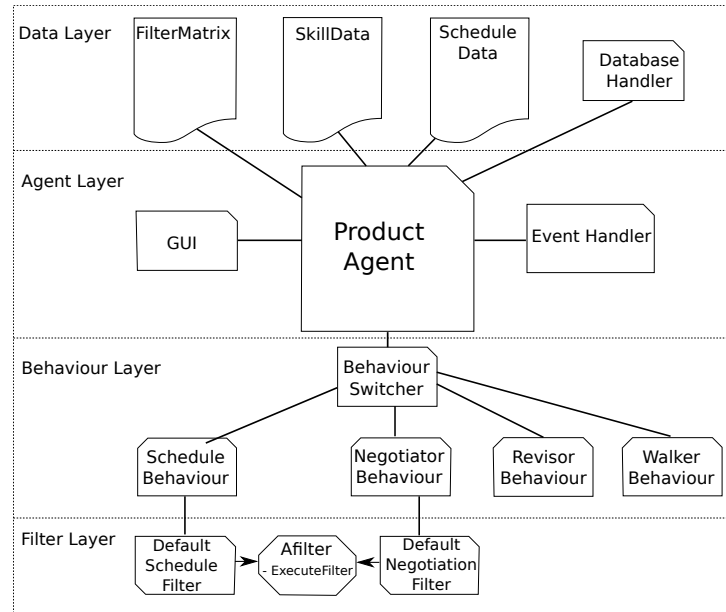 Data Layer
FilterMatrix
SkillData
Schedule
Data
Database
Handler
Agent Layer
GUI
Product
Agent
Event Handler
Behaviour Layer
Behaviour
Switcher
Schedule
Behaviour
Negotiator
Behaviour
Revisor
Behaviour
Walker
Behaviour
Filter Layer
Default
Schedule
Filter
Afilter
- ExecuteFilter
Default
Negotiation
Filter